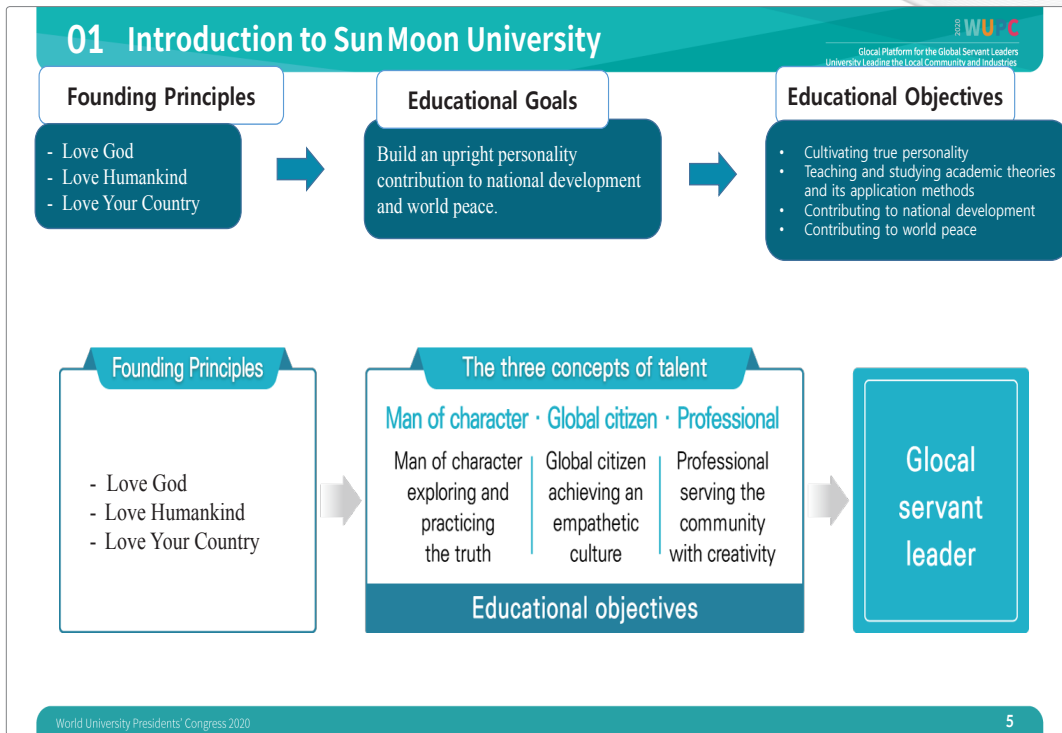 01 Introduction to Sun Moon University
2020 WUPC
Glocal Platform for the Global Servant Leaders
University Leading the Local Community and Industries
Founding Principles
- Love God
- Love Humankind
- Love Your Country
Educational Goals
Build an upright personality
contribution to national development
and world peace.
Educational Objectives
• Cultivating true personality
• Teaching and studying academic theories
and its application methods
• Contributing to national development
• Contributing to world peace
Founding Principles
- Love God
- Love Humankind
- Love Your Country
The three concepts of talent
Man of character · Global citizen · Professional
Man of character
exploring and
practicing
the truth
Global citizen
achieving an
empathetic
culture
Professional
serving the
community
with creativity
Educational objectives
Glocal
servant
leader
World University Presidents' Congress 2020
5